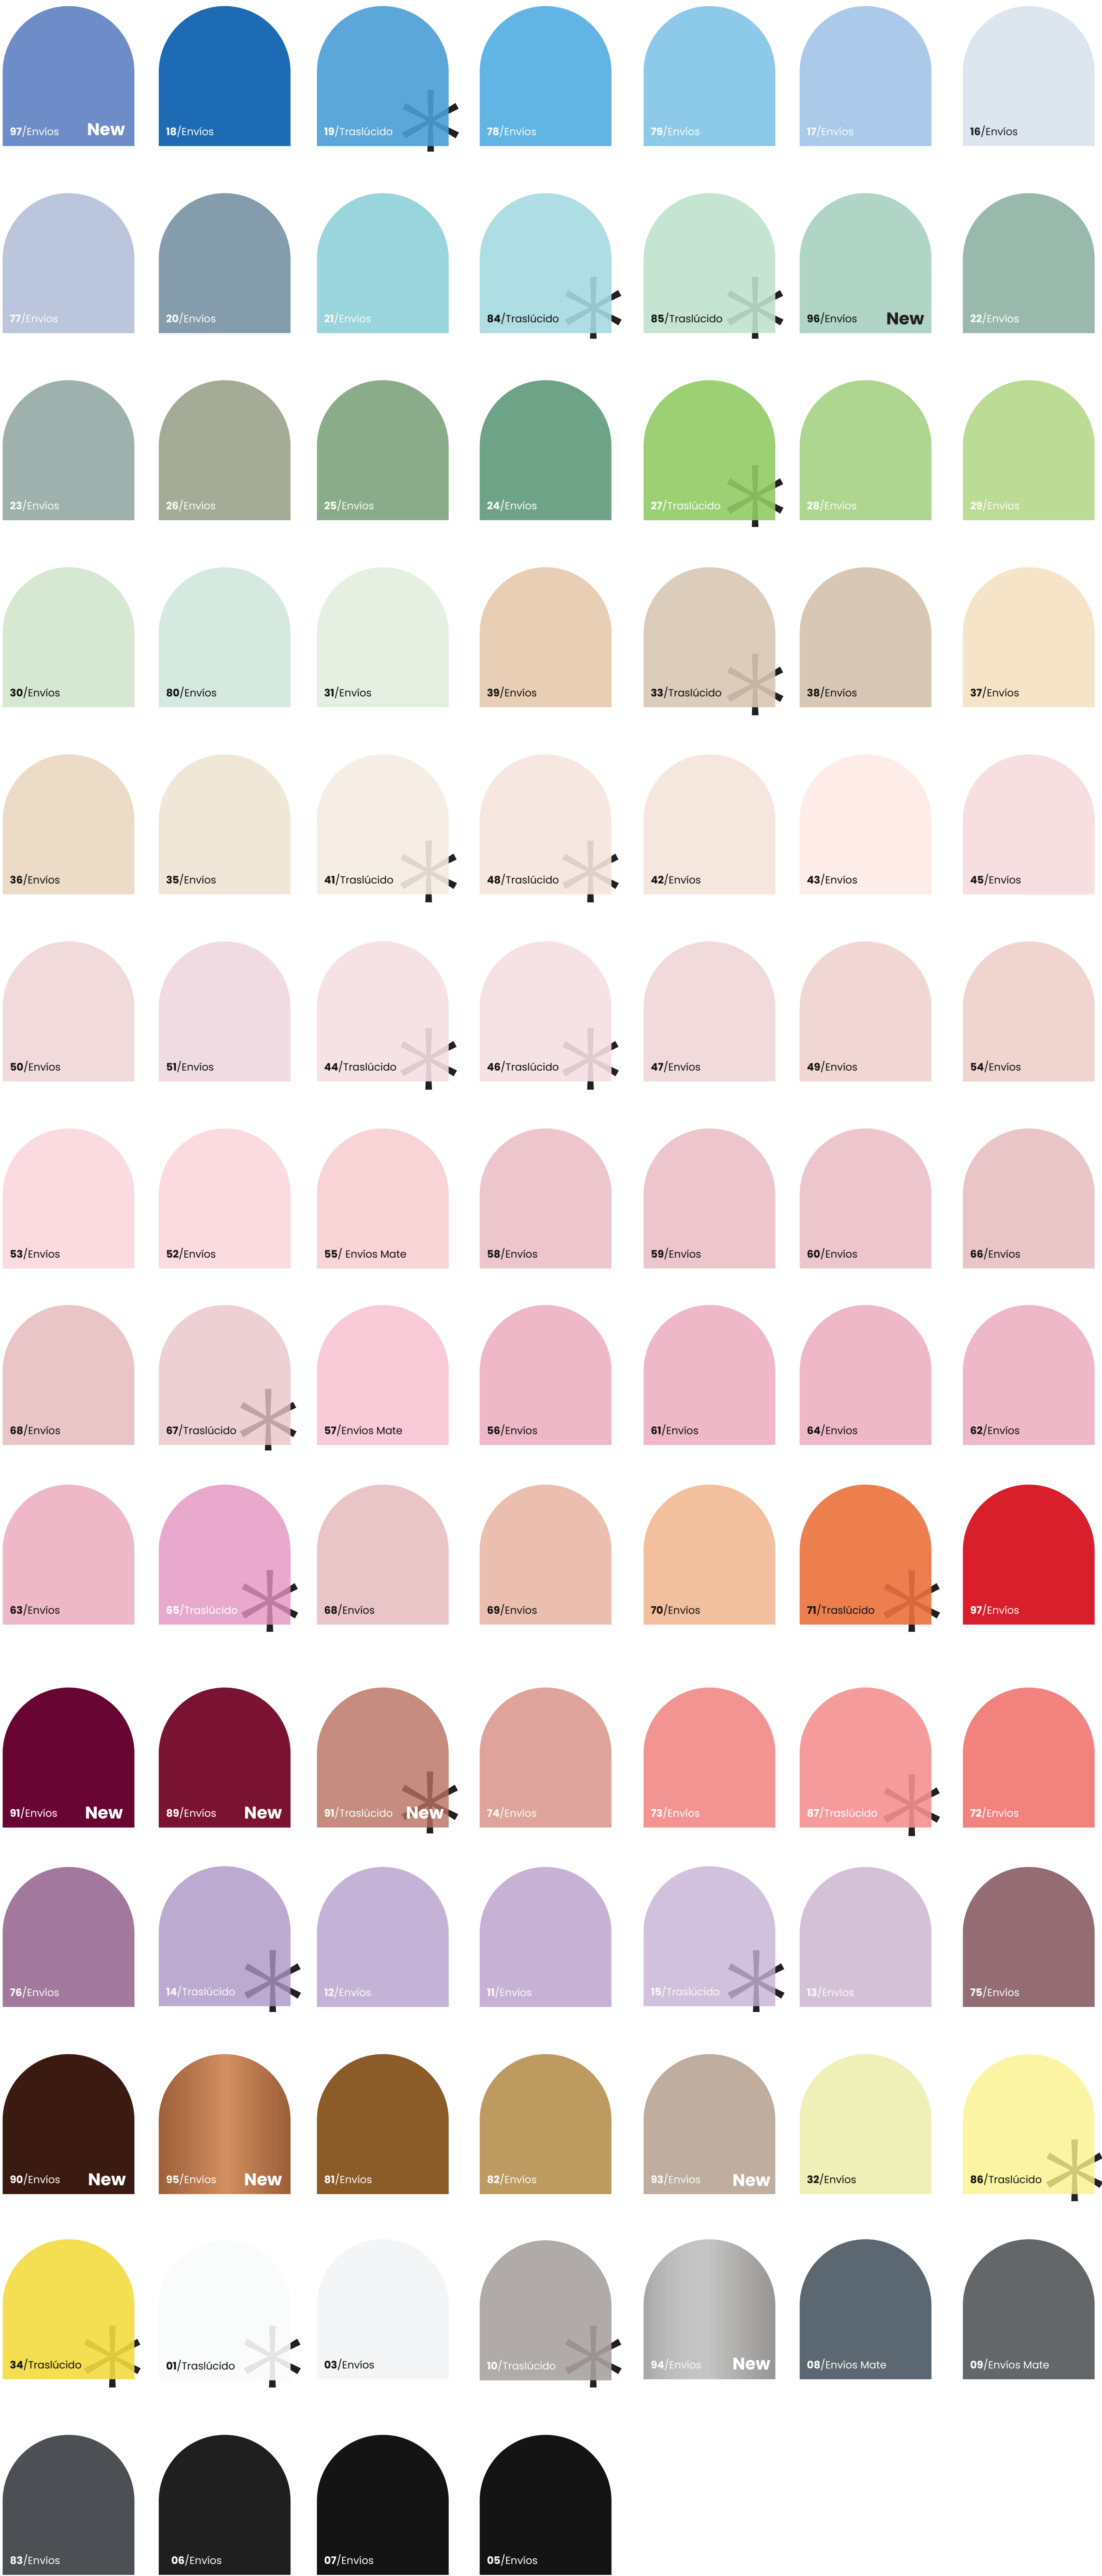 97/Envíos New
18/Envíos
19/Traslúcido
78/Envíos
79/Envíos
17/Envíos
16/Envíos
77/Envíos
20/Envíos
21/Envíos
84/Traslúcido
85/Traslúcido
96/Envíos New
22/Envíos
23/Envíos
26/Envíos
25/Envíos
24/Envíos
27/Traslúcido
28/Envíos
29/Envíos
30/Envíos
80/Envíos
31/Envíos
39/Envíos
33/Traslúcido
38/Envíos
37/Envíos
36/Envíos
35/Envíos
41/Traslúcido
48/Traslúcido
42/Envíos
43/Envíos
45/Envíos
50/Envíos
51/Envíos
44/Traslúcido
46/Traslúcido
47/Envíos
49/Envíos
54/Envíos
53/Envíos
52/Envíos
55/ Envíos Mate
58/Envíos
59/Envíos
60/Envíos
66/Envíos
68/Envíos
67/Traslúcido
57/Envíos Mate
56/Envíos
61/Envíos
64/Envíos
62/Envíos
63/Envíos
65/Traslúcido
68/Envíos
69/Envíos
70/Envíos
71/Traslúcido
97/Envíos
91/Envíos New
89/Envíos New
91/Traslúcido New
74/Envíos
73/Envíos
87/Traslúcido
72/Envíos
76/Envíos
14/Traslúcido
12/Envíos
11/Envíos
15/Traslúcido
13/Envíos
75/Envíos
90/Envíos New
95/Envíos New
81/Envíos
82/Envíos
93/Envíos New
32/Envíos
86/Traslúcido
34/Traslúcido
01/Traslúcido
03/Envíos
10/Traslúcido
94/Envíos New
08/Envíos Mate
09/Envíos Mate
83/Envíos
06/Envíos
07/Envíos
05/Envíos